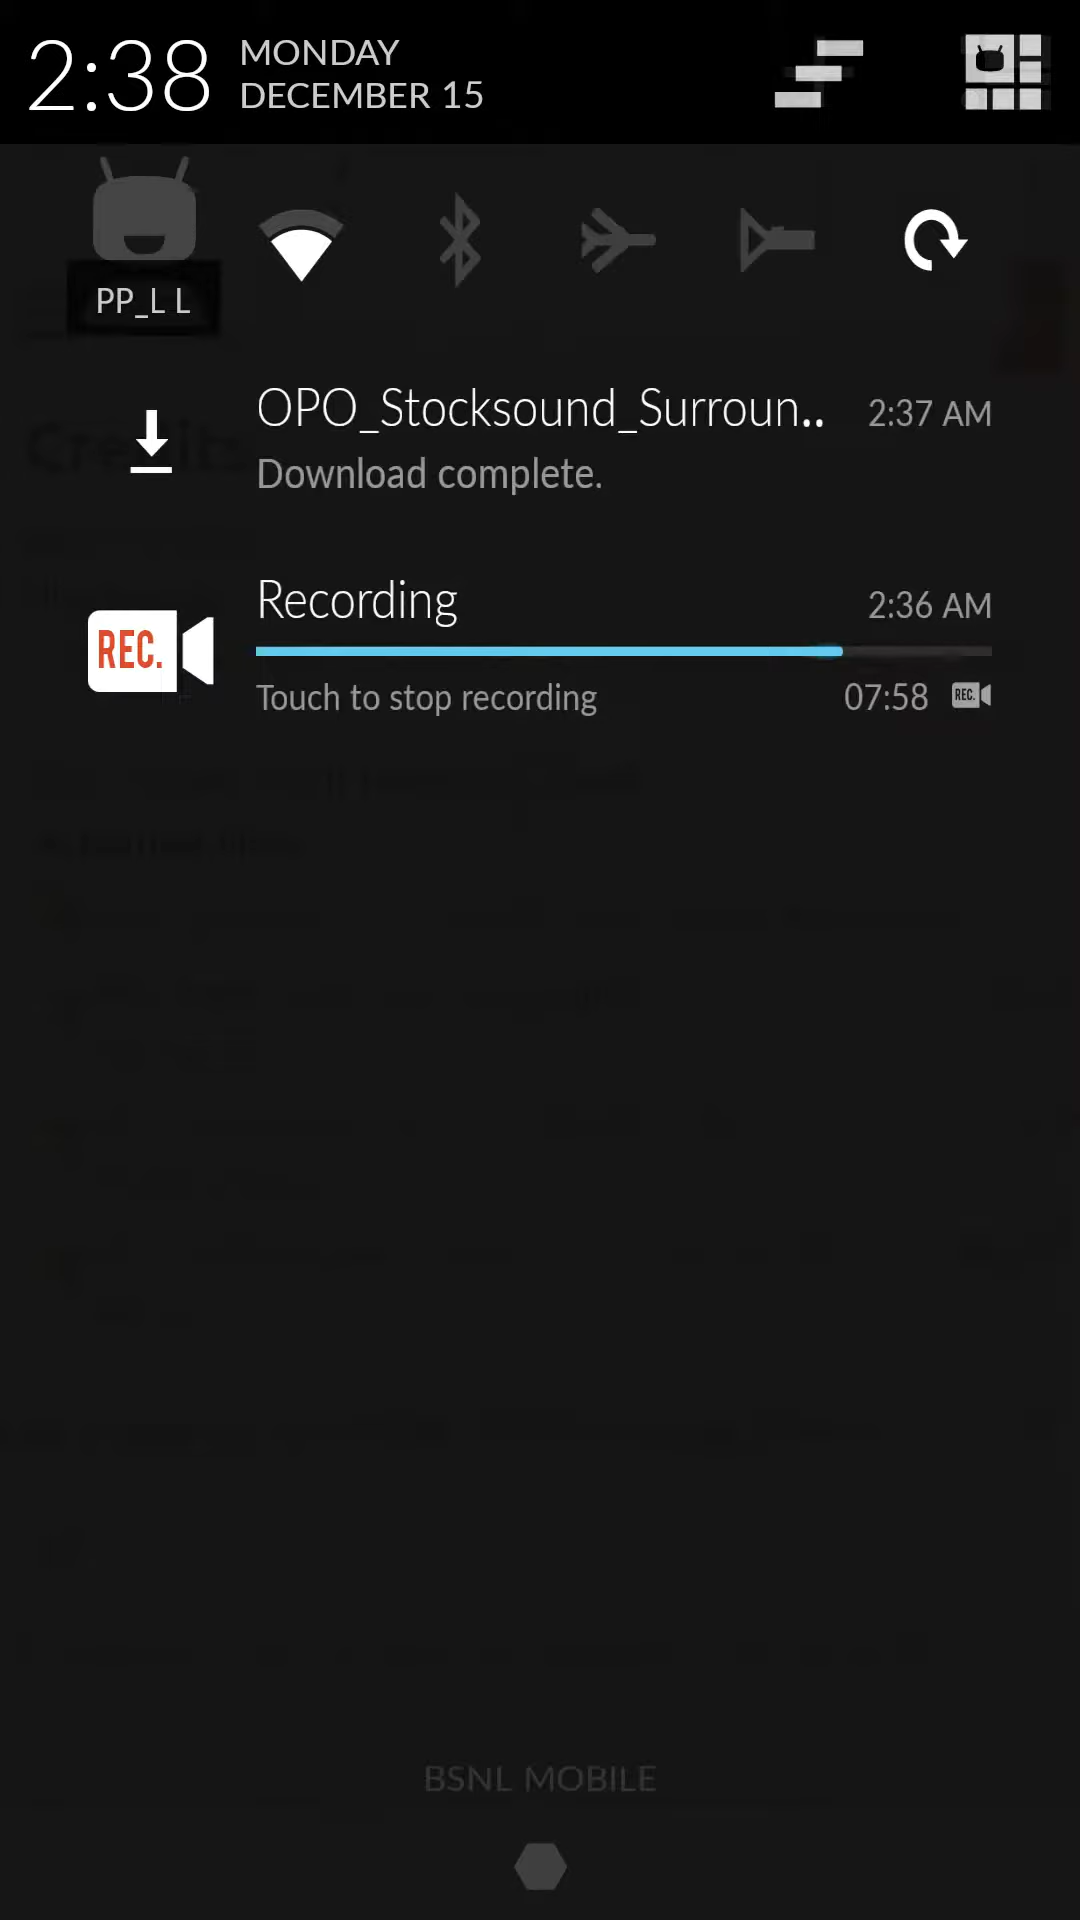 2:38
MONDAY
DECEMBER 15
PP_L L
OPO_Stocksound_Surroun..
2:37 AM
Download complete.
Recording
2:36 AM
REC.
Touch to stop recording
07:58
REC.
Credits
BSNL MOBILE